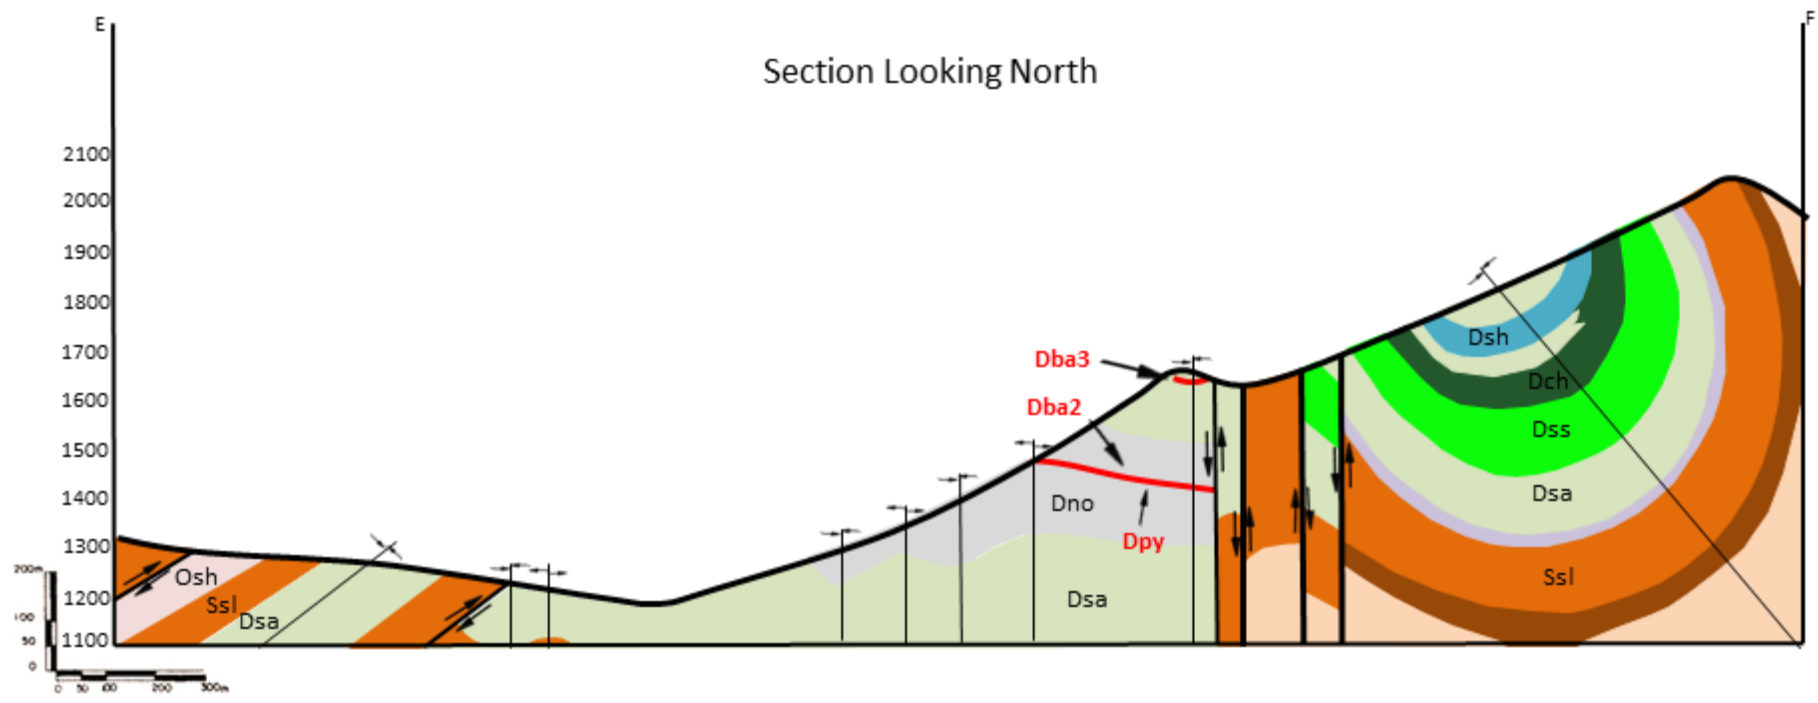 E
F
Section Looking North
2100
2000
1900
1800
1700
1600
1500
1400
1300
1200
1100
Dba3
Dba2
Dno
Dpy
Dsa
Osh
Ssl
Dsa
Dsh
Dch
Dss
Dsa
Ssl
200m
100
50
0
0 50 100 200 300m